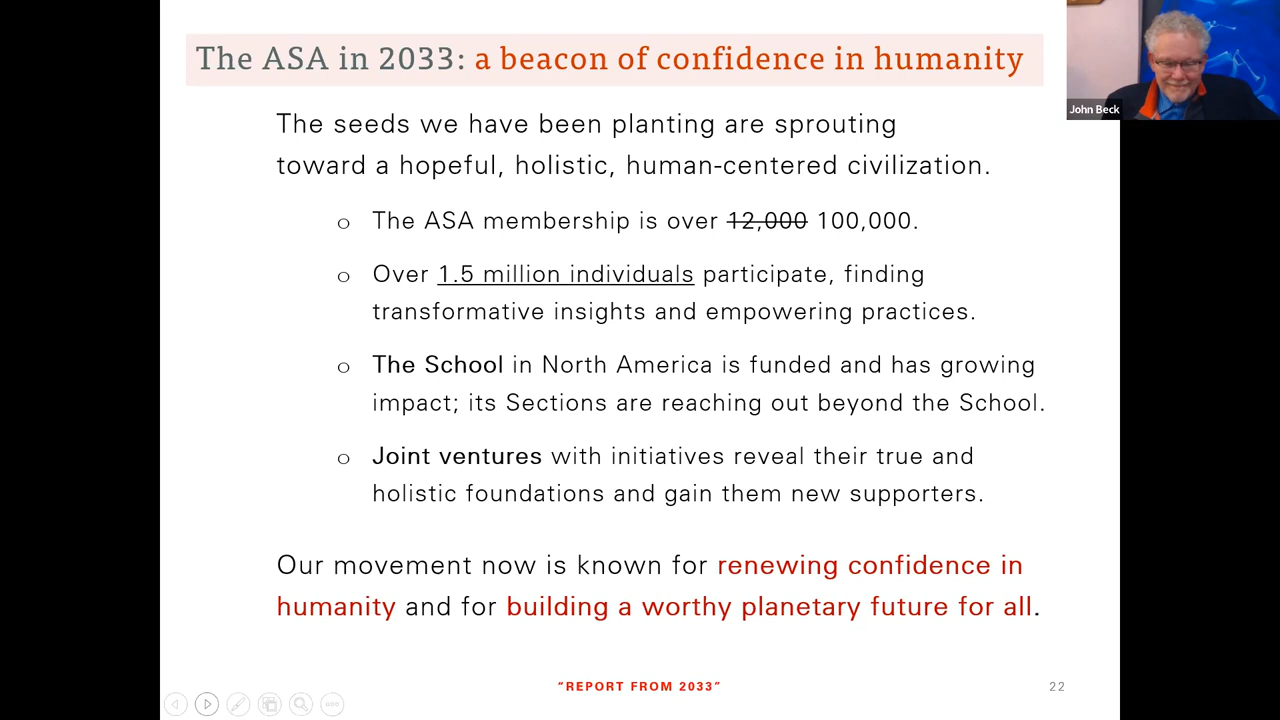 The ASA in 2033: a beacon of confidence in humanity
John Beck
The seeds we have been planting are sprouting
toward a hopeful, holistic, human-centered civilization.
o The ASA membership is over 12,000 100,000.
o Over 1.5 million individuals participate, finding
transformative insights and empowering practices.
o The School in North America is funded and has growing
impact; its Sections are reaching out beyond the School.
o Joint ventures with initiatives reveal their true and
holistic foundations and gain them new supporters.
Our movement now is known for renewing confidence in
humanity and for building a worthy planetary future for all.
“REPORT FROM 2033”
22